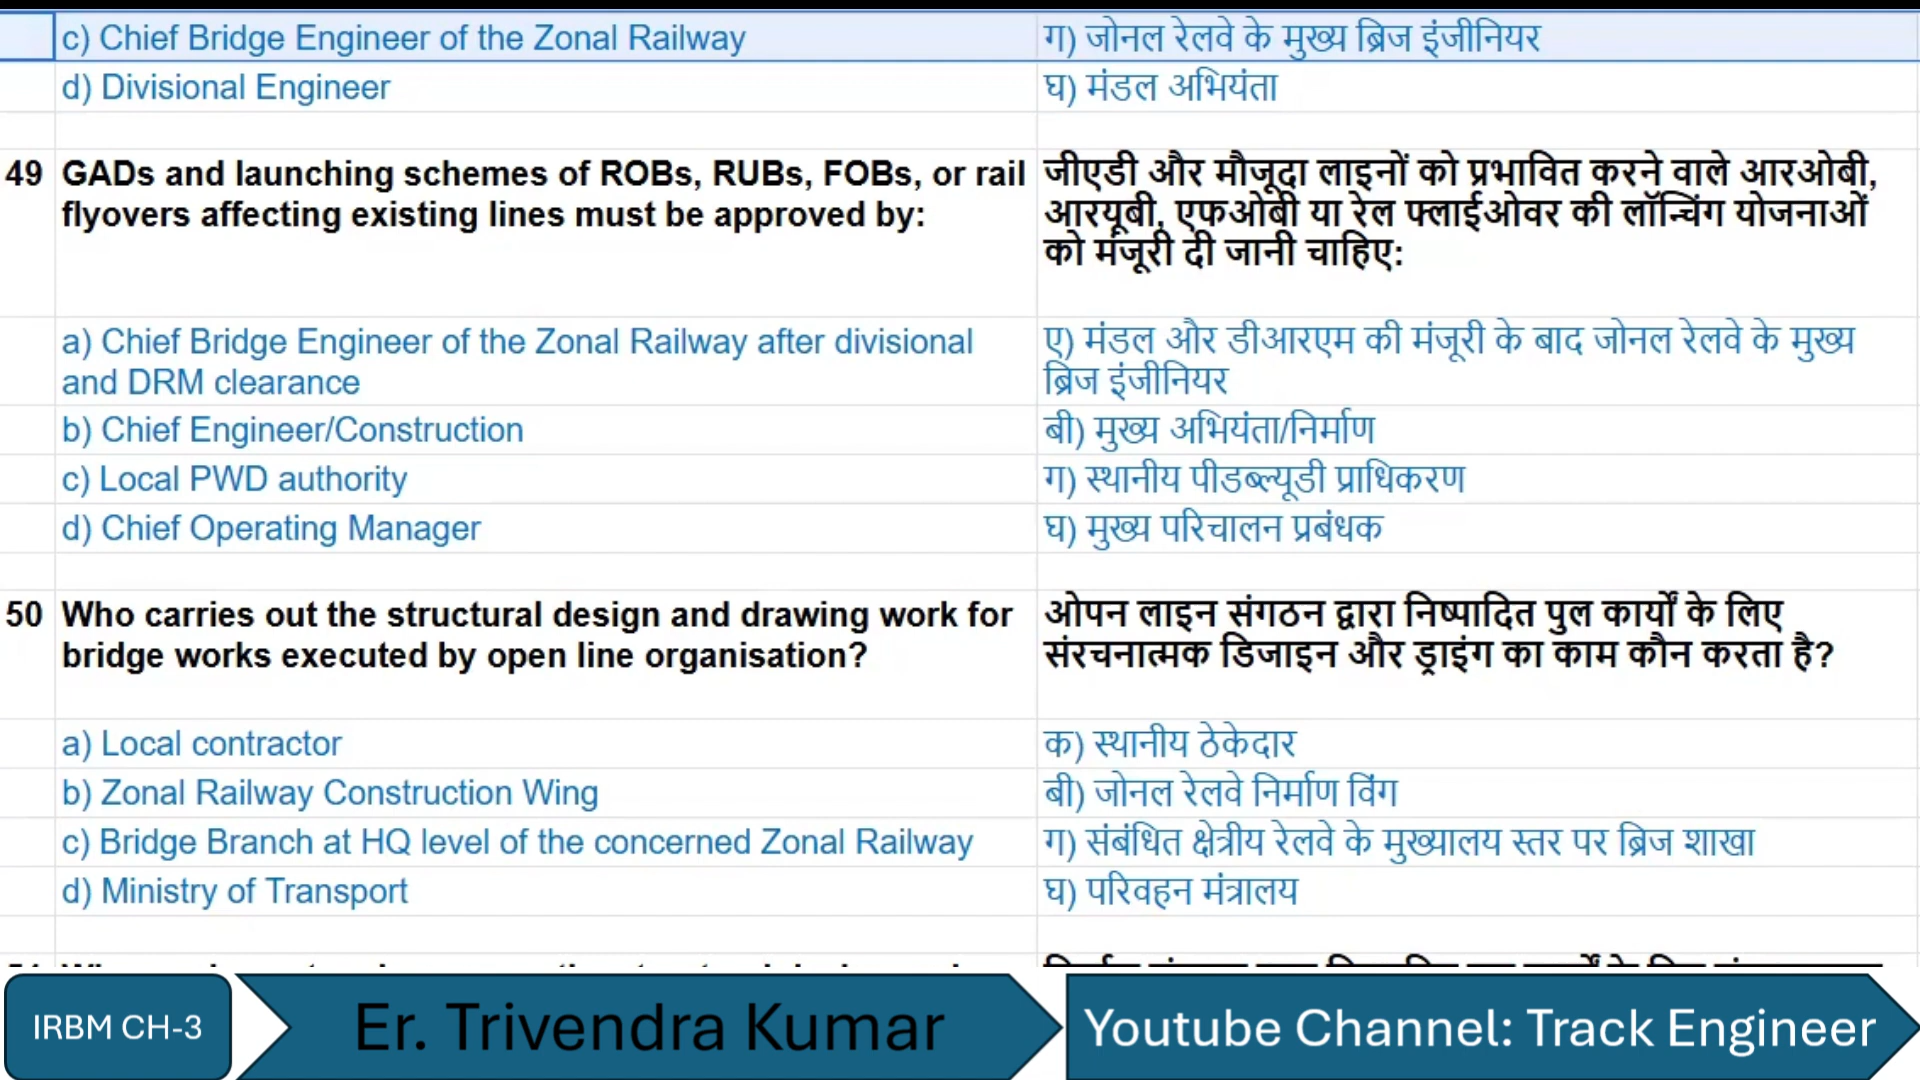 c) Chief Bridge Engineer of the Zonal Railway
ग) जोनल रेलवे के मुख्य ब्रिज इंजीनियर
d) Divisional Engineer
घ) मंडल अभियंता
49
GADs and launching schemes of ROBs, RUBs, FOBs, or rail
flyovers affecting existing lines must be approved by:
जीएडी और मौजूदा लाइनों को प्रभावित करने वाले आरओबी,
आरयूबी, एफओबी या रेल फ्लाईओवर की लॉन्चिंग योजनाओं
को मंजूरी दी जानी चाहिए:
a) Chief Bridge Engineer of the Zonal Railway after divisional
and DRM clearance
ए) मंडल और डीआरएम की मंजूरी के बाद जोनल रेलवे के मुख्य
ब्रिज इंजीनियर
b) Chief Engineer/Construction
बी) मुख्य अभियंता/निर्माण
c) Local PWD authority
ग) स्थानीय पीडब्ल्यूडी प्राधिकरण
d) Chief Operating Manager
घ) मुख्य परिचालन प्रबंधक
50
Who carries out the structural design and drawing work for
bridge works executed by open line organisation?
ओपन लाइन संगठन द्वारा निष्पादित पुल कार्यों के लिए
संरचनात्मक डिजाइन और ड्राइंग का काम कौन करता है?
a) Local contractor
क) स्थानीय ठेकेदार
b) Zonal Railway Construction Wing
बी) जोनल रेलवे निर्माण विंग
c) Bridge Branch at HQ level of the concerned Zonal Railway
ग) संबंधित क्षेत्रीय रेलवे के मुख्यालय स्तर पर ब्रिज शाखा
d) Ministry of Transport
घ) परिवहन मंत्रालय
IRBM CH-3
Er. Trivendra Kumar
Youtube Channel: Track Engineer